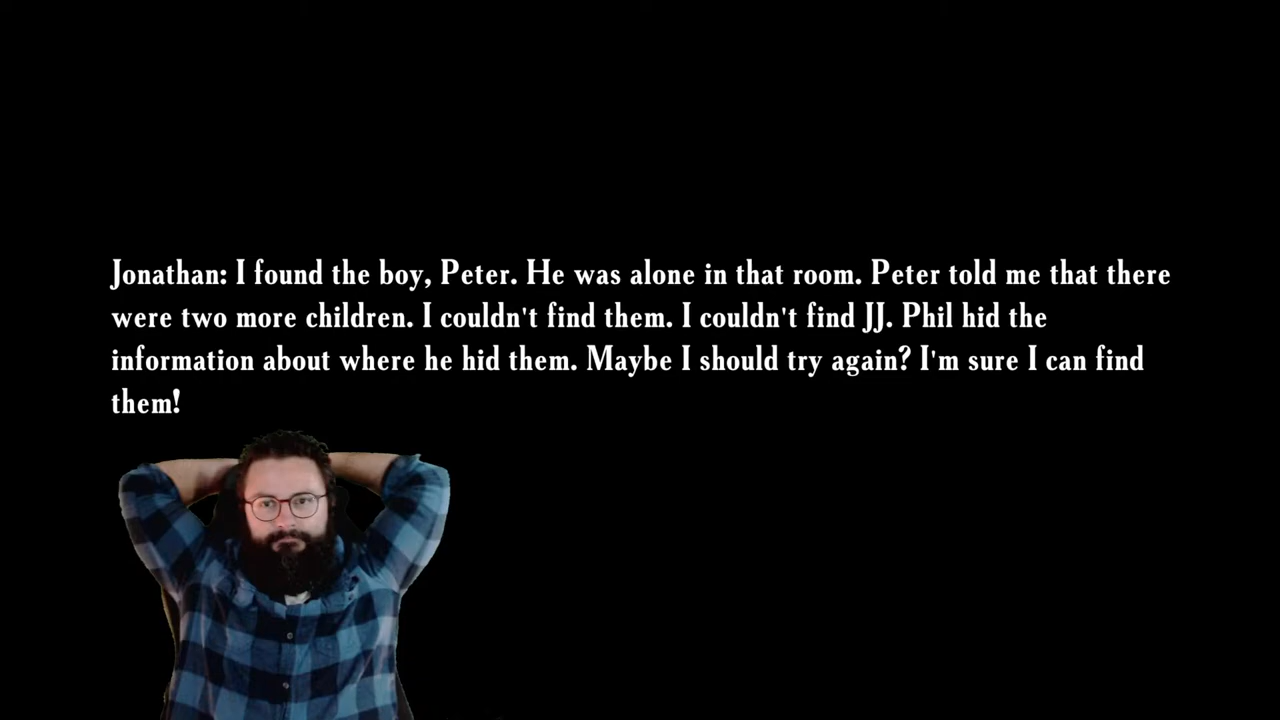 Jonathan: I found the boy, Peter. He was alone in that room. Peter told me that there
were two more children. I couldn't find them. I couldn't find JJ. Phil hid the
information about where he hid them. Maybe I should try again? I'm sure I can find
them!